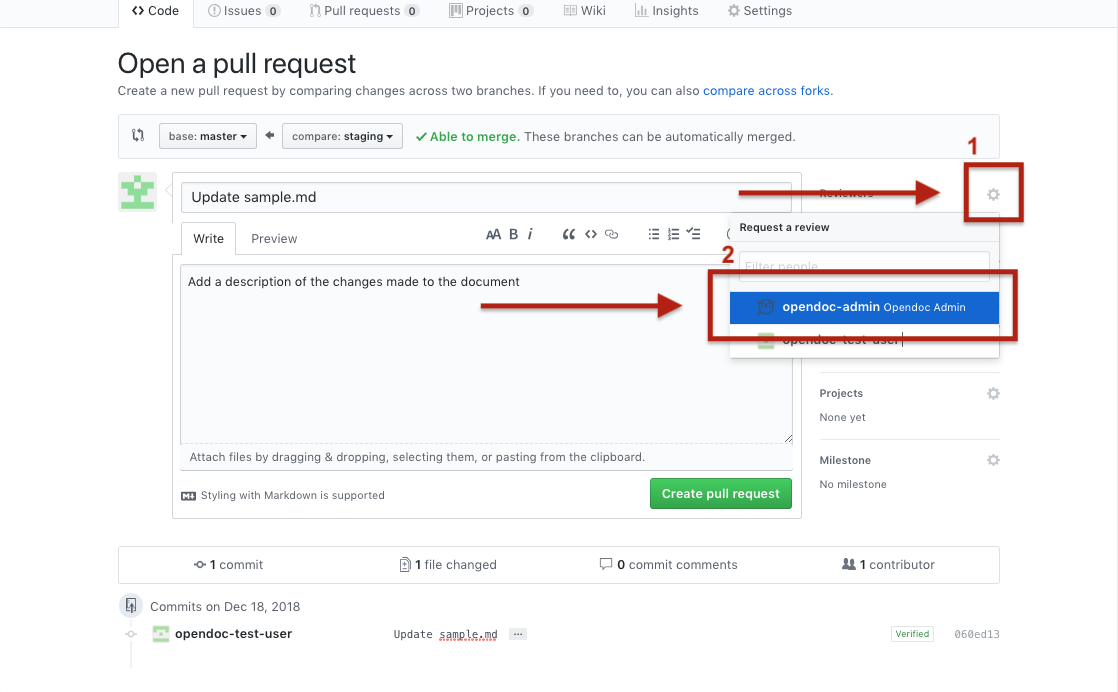 Code Issues 0 Pull requests 0 Projects 0 Wiki Insights Settings
Open a pull request
Create a new pull request by comparing changes across two branches. If you need to, you can also compare across forks.
base: master compare: staging Able to merge. These branches can be automatically merged.
1
Update sample.md
Reviewers
Request a review
Write Preview AA B i
2
Filter people
Add a description of the changes made to the document
opendoc-admin Opendoc Admin
opendoc-test-user
Projects
None yet
Attach files by dragging & dropping, selecting them, or pasting from the clipboard.
Milestone
No milestone
Styling with Markdown is supported
Create pull request
1 commit 1 file changed 0 commit comments 1 contributor
Commits on Dec 18, 2018
opendoc-test-user Update sample.md ... Verified 060ed13